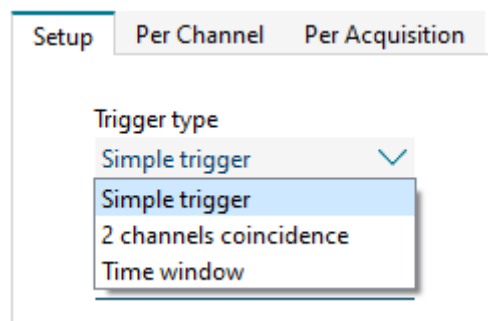 Setup Per Channel Per Acquisition
Trigger type
Simple trigger
Simple trigger
2 channels coincidence
Time window